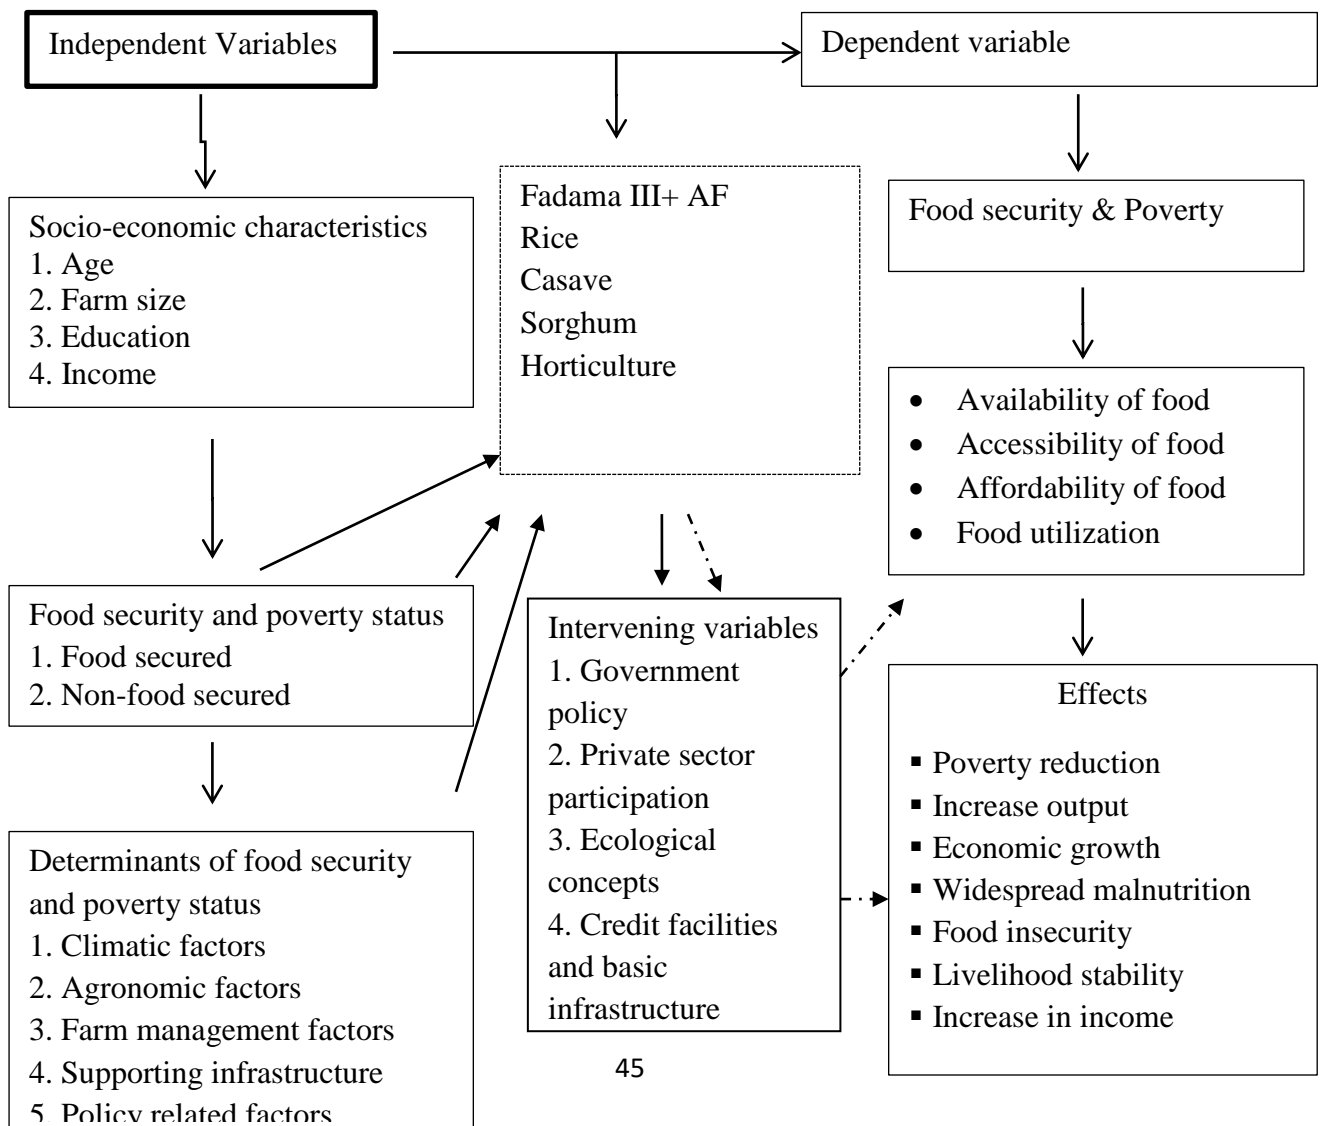 Independent Variables
Dependent variable
Socio-economic characteristics
1. Age
2. Farm size
3. Education
4. Income
Fadama III+ AF
Rice
Casave
Sorghum
Horticulture
Food security & Poverty
• Availability of food
• Accessibility of food
• Affordability of food
• Food utilization
Food security and poverty status
1. Food secured
2. Non-food secured
Intervening variables
1. Government
policy
2. Private sector
participation
3. Ecological
concepts
4. Credit facilities
and basic
infrastructure
Effects
▪ Poverty reduction
▪ Increase output
▪ Economic growth
▪ Widespread malnutrition
▪ Food insecurity
▪ Livelihood stability
▪ Increase in income
Determinants of food security
and poverty status
1. Climatic factors
2. Agronomic factors
3. Farm management factors
4. Supporting infrastructure
5. Policy related factors
45